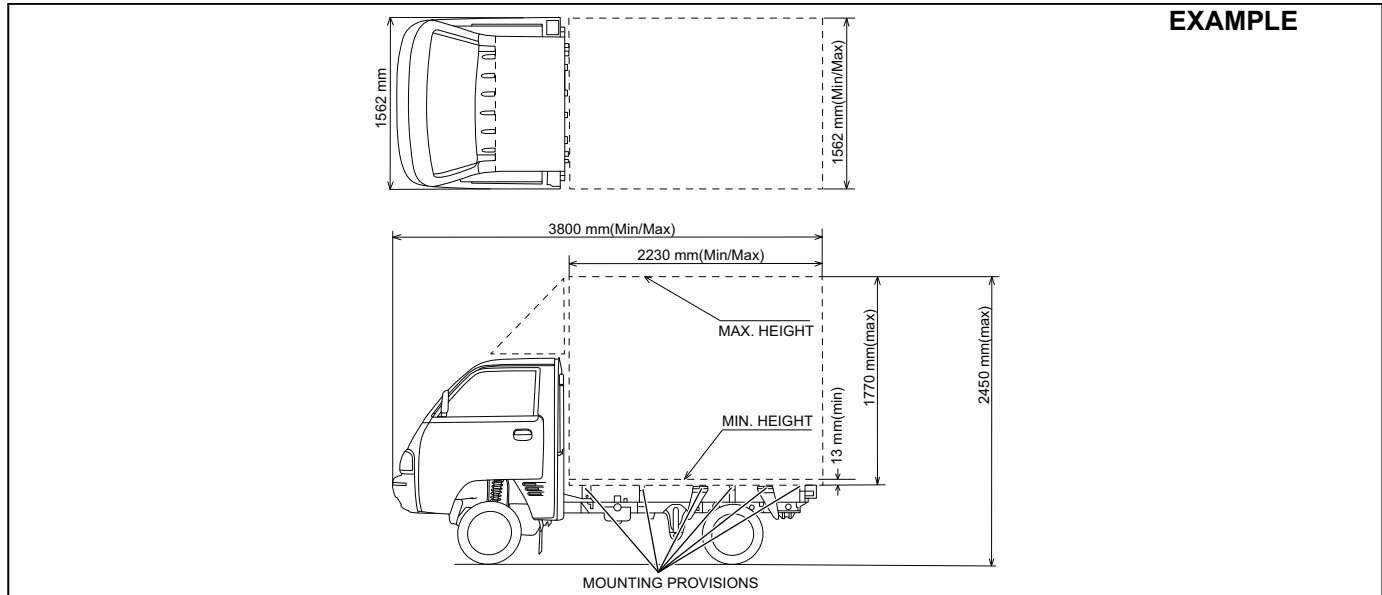 EXAMPLE
1562 mm
1562 mm(Min/Max)
3800 mm(Min/Max)
2230 mm(Min/Max)
MAX. HEIGHT
1770 mm(max)
2450 mm(max)
MIN. HEIGHT
13 mm(min)
MOUNTING PROVISIONS